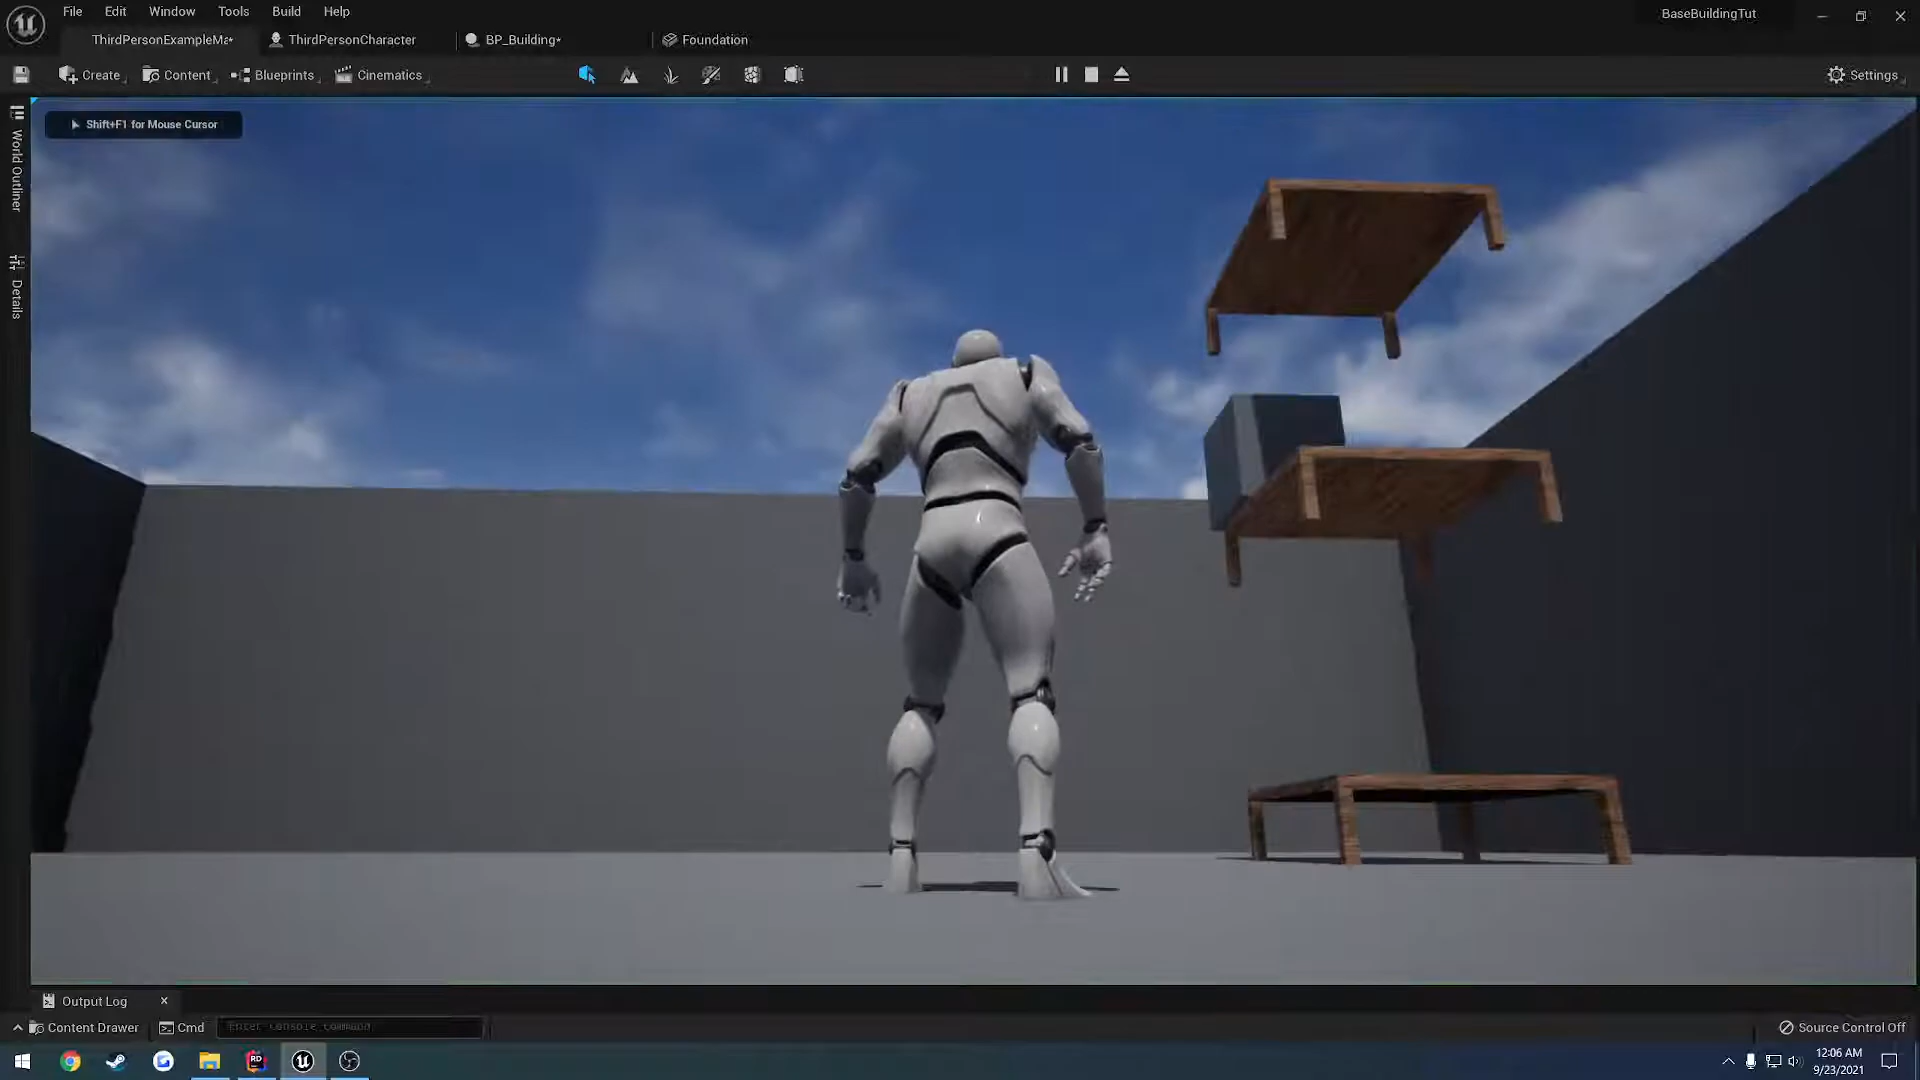 File Edit Window Tools Build Help
BaseBuildingTut
ThirdPersonExampleMa*
ThirdPersonCharacter
BP_Building*
Foundation
Create
Content
Blueprints
Cinematics
Settings
Shift+F1 for Mouse Cursor
World Outliner
Details
Output Log
Content Drawer
Cmd
Enter Console Command
Source Control Off
RD
12:06 AM
9/23/2021